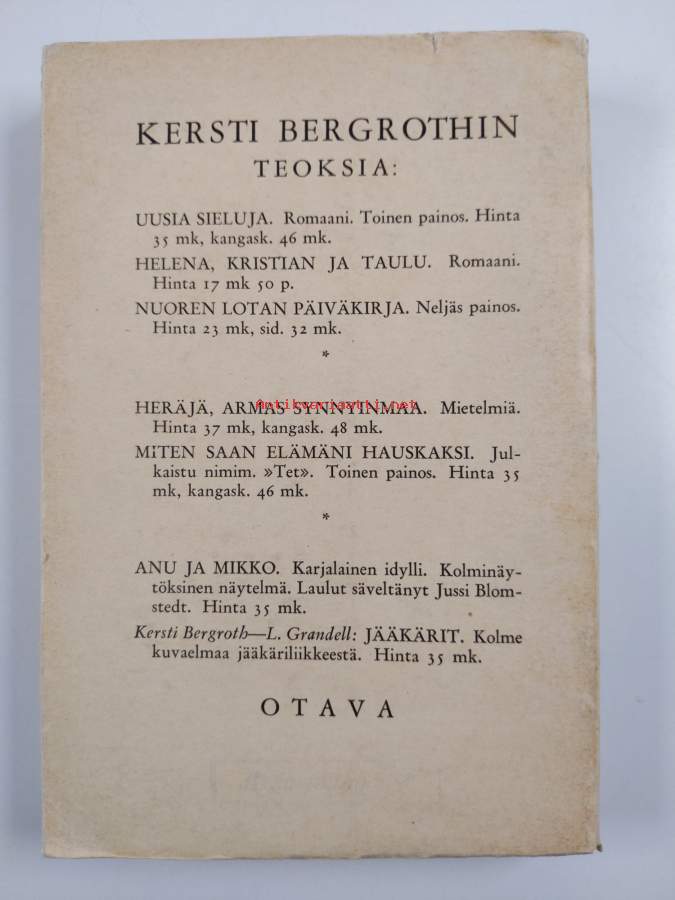 KERSTI BERGROTHIN
TEOKSIA:
UUSIA SIELUJA. Romaani. Toinen painos. Hinta
35 mk, kangask. 46 mk.
HELENA, KRISTIAN JA TAULU. Romaani.
Hinta 17 mk 50 p.
NUOREN LOTAN PÄIVÄKIRJA. Neljäs painos.
Hinta 23 mk, sid. 32 mk.
*
HERÄJÄ, ARMAS SYNNYINMAA. Mietelmiä.
Antikvariaatti.net
Hinta 37 mk, kangask. 48 mk.
MITEN SAAN ELÄMÄNI HAUSKAKSI. Jul-
kaistu nimim. »Tet». Toinen painos. Hinta 35
mk, kangask. 46 mk.
*
ANU JA MIKKO. Karjalainen idylli. Kolminäy-
töksinen näytelmä. Laulut säveltänyt Jussi Blom-
stedt. Hinta 35 mk.
Kersti Bergroth—L. Grandell: JÄÄKÄRIT. Kolme
kuvaelmaa jääkäriliikkeestä. Hinta 35 mk.
OTAVA